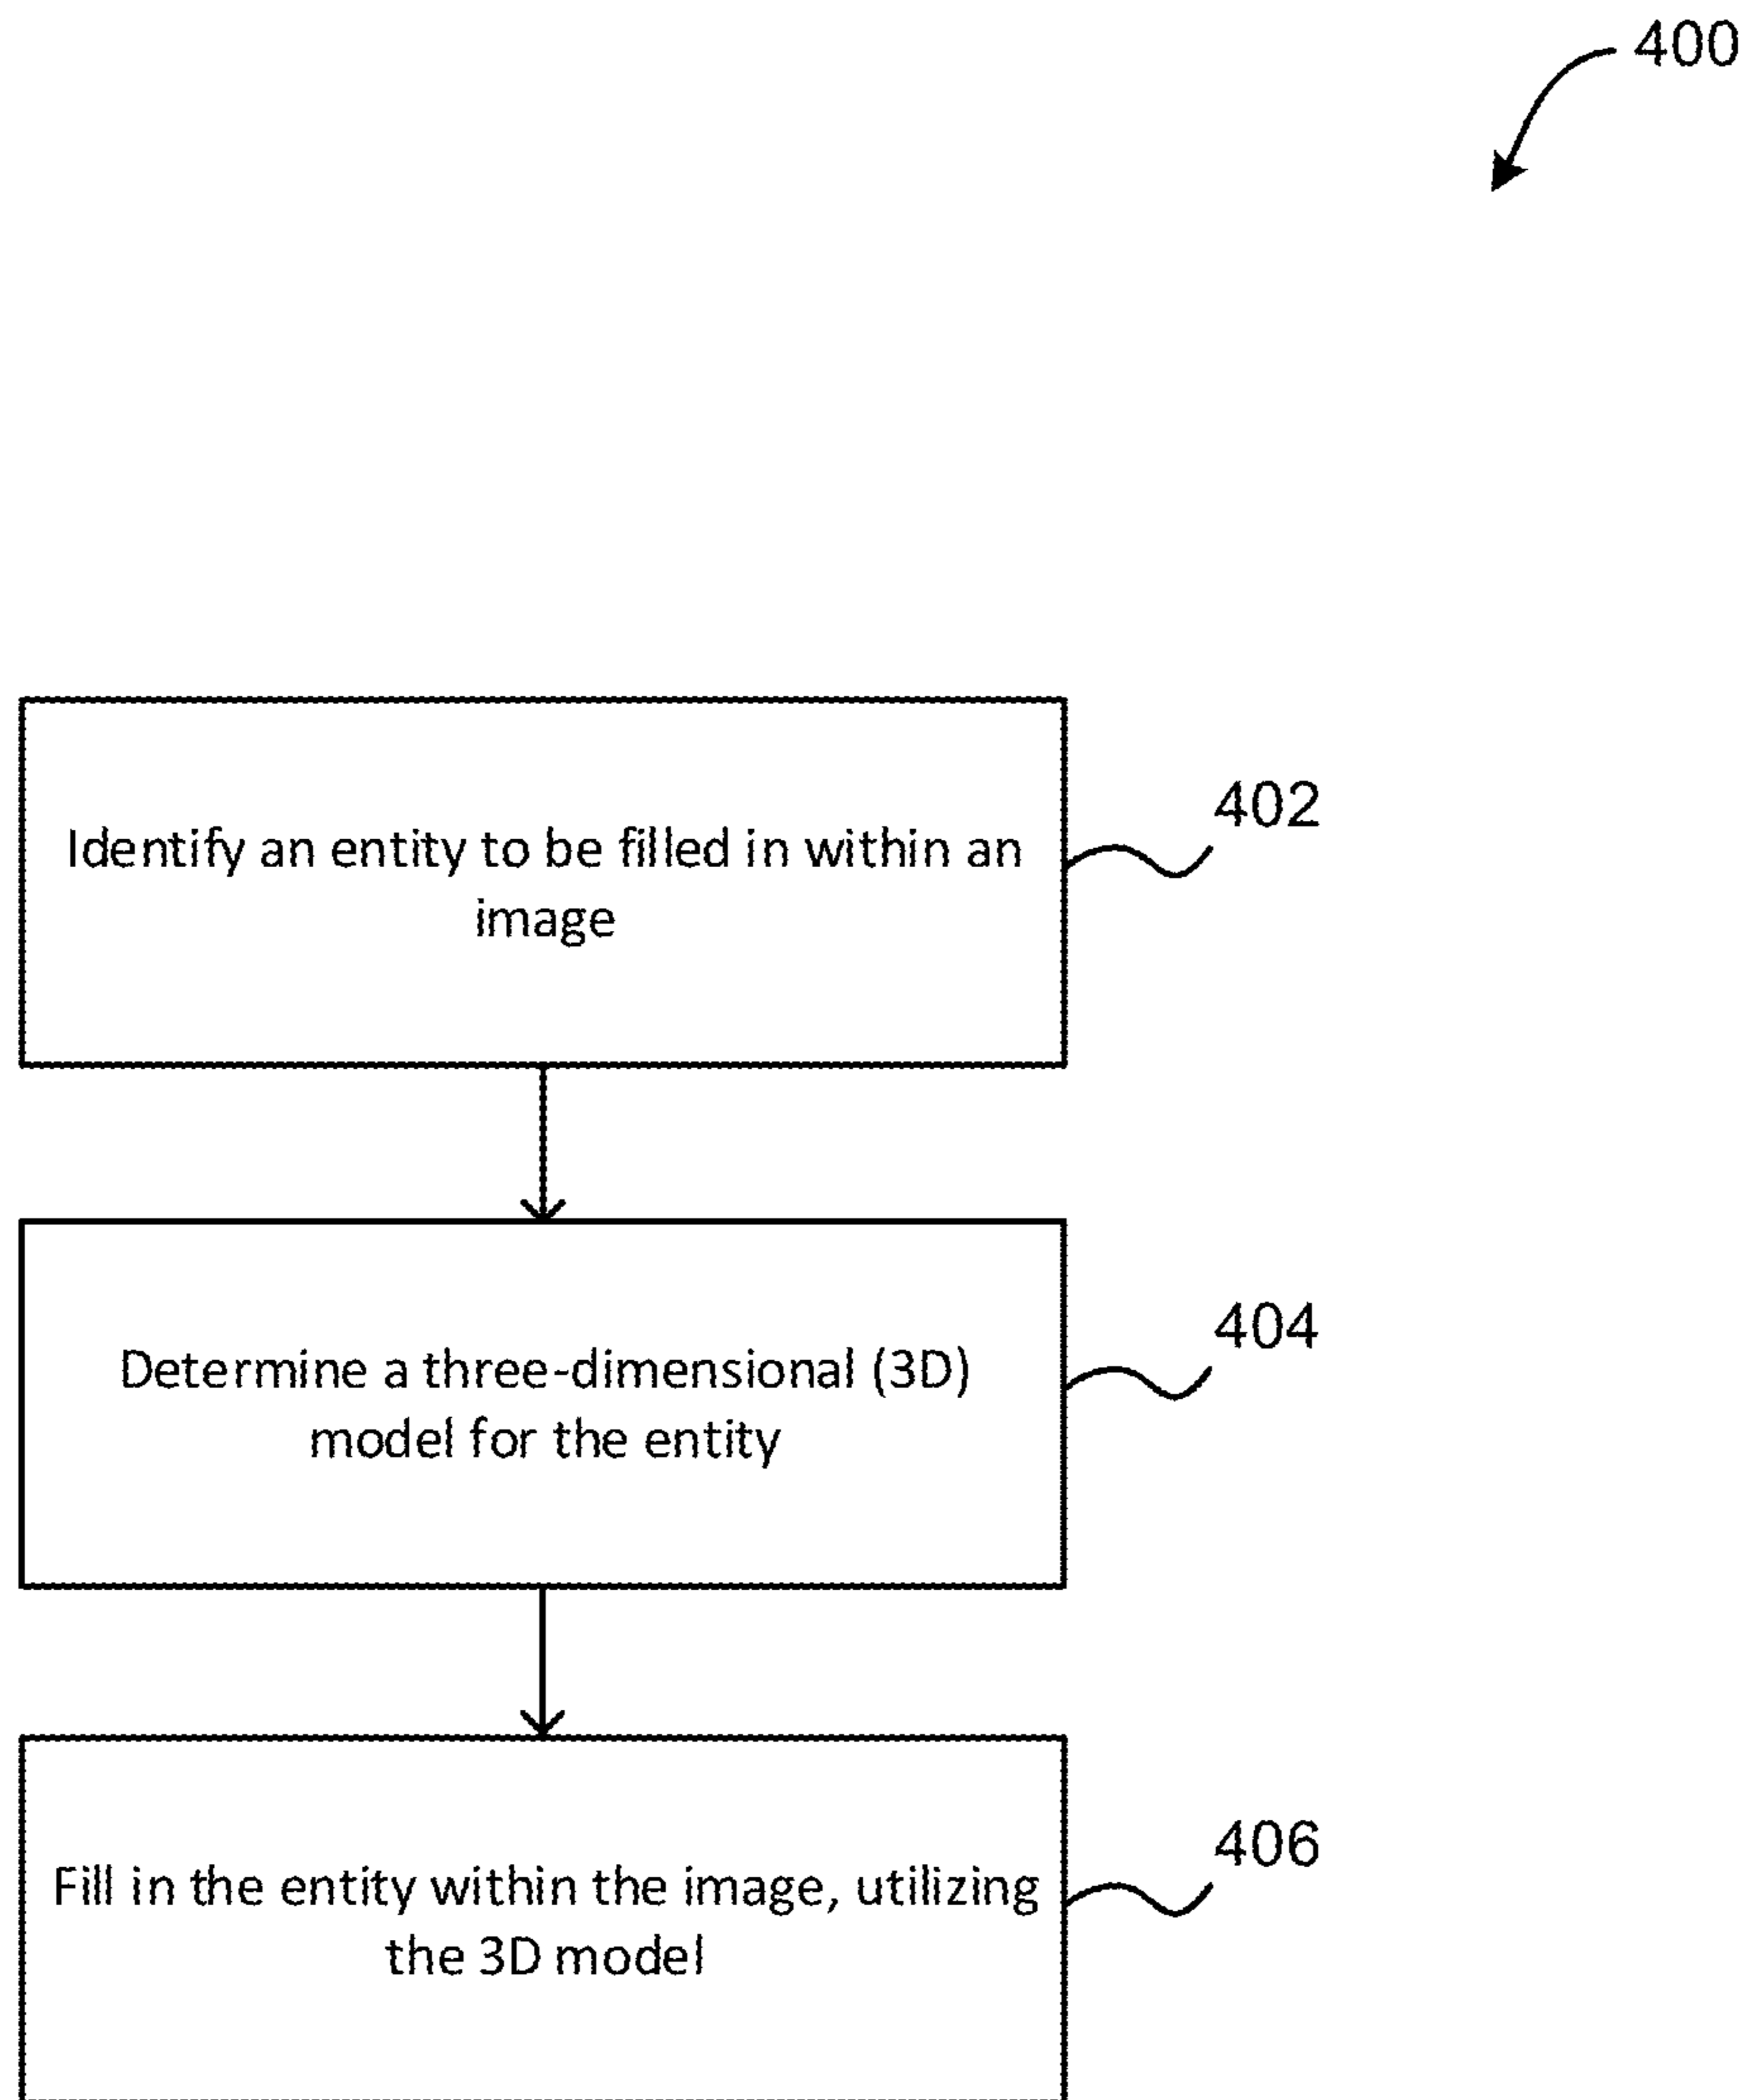 400
Identify an entity to be filled in within an
image
402
Determine a three-dimensional (3D)
model for the entity
404
Fill in the entity within the image, utilizing
the 3D model
406